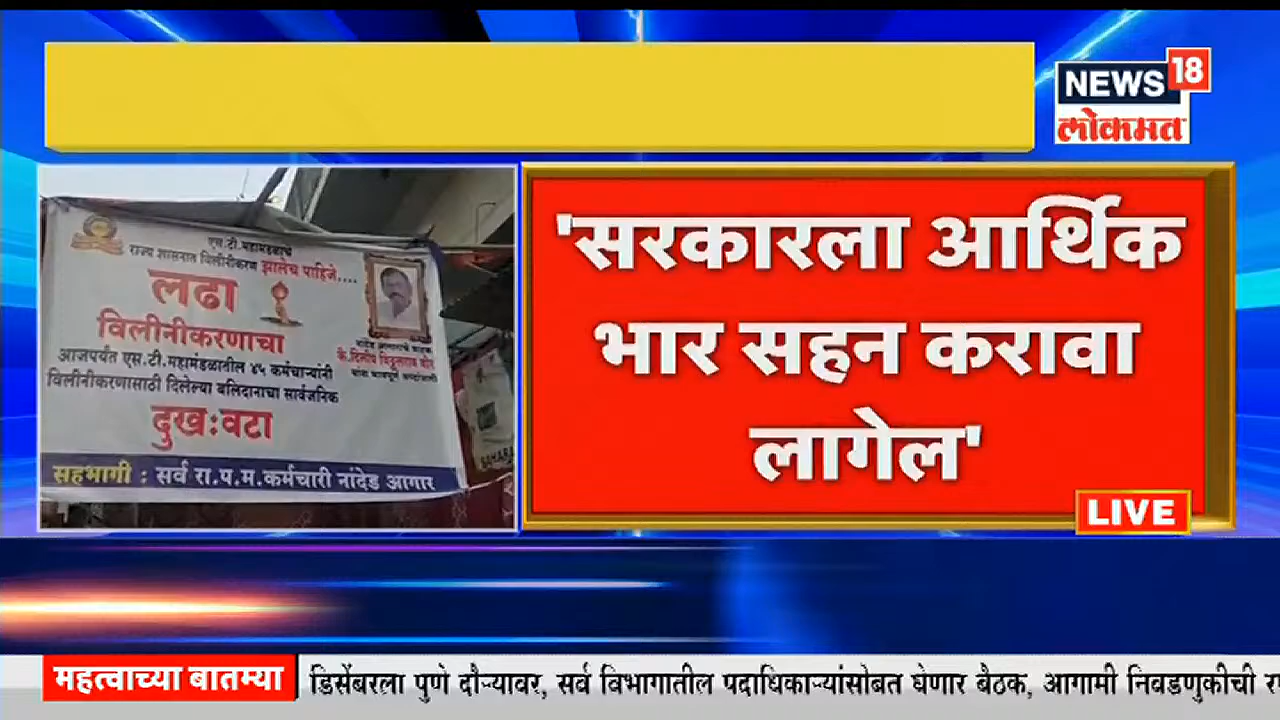 NEWS 18
लोकमत
एस.टी.महामंडळाचे
राज्य शासनात विलीनीकरण झालेच पाहिजे....
लढा
विलीनीकरणाचा
आजपर्यंत एस.टी.महामंडळातील ४५ कर्मचाऱ्यांनी
विलीनीकरणासाठी दिलेल्या बलिदानाचा सार्वजनिक
दुखःवटा
सहभागी : सर्व रा.प.म.कर्मचारी नांदेड आगार
'सरकारला आर्थिक
भार सहन करावा
लागेल'
LIVE
महत्वाच्या बातम्या
डिसेंबरला पुणे दौऱ्यावर, सर्व विभागातील पदाधिकाऱ्यांसोबत घेणार बैठक, आगामी निवडणुकीची